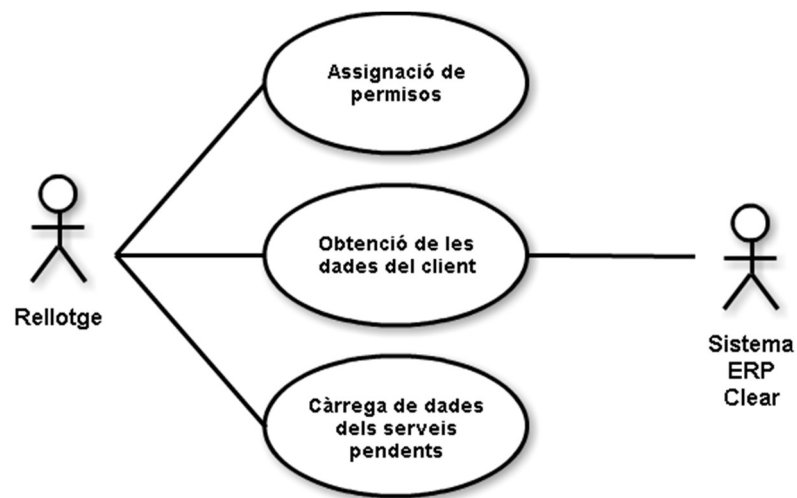 Assignació de
permisos
Obtenció de les
dades del client
Rellotge
Sistema
ERP
Clear
Càrrega de dades
dels serveis
pendents